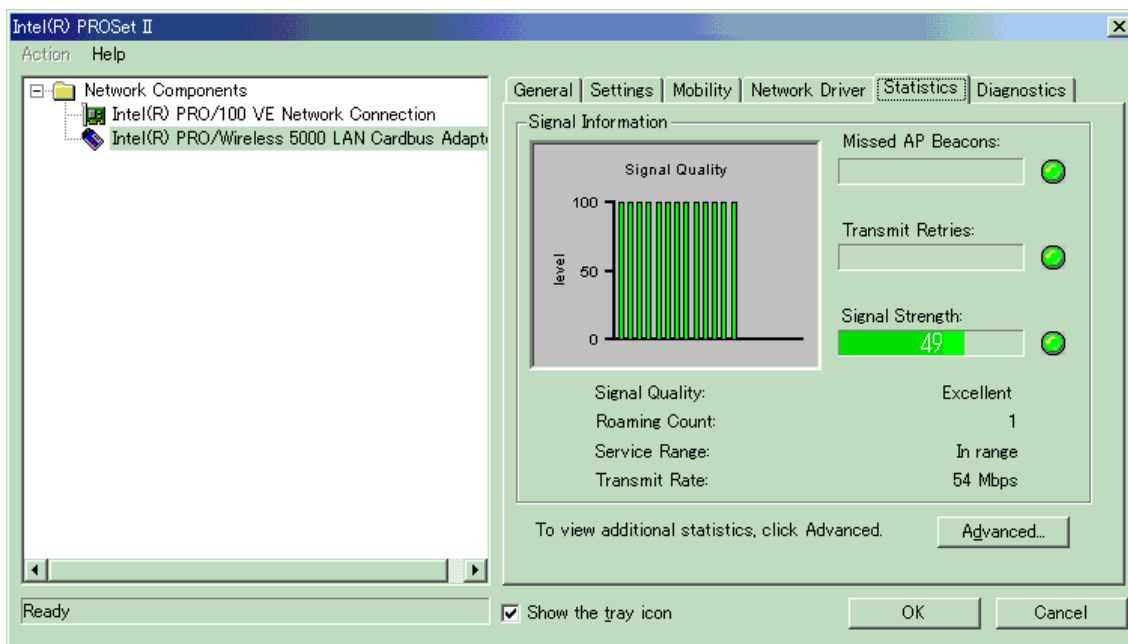 Intel(R) PROSet II
Action Help
Network Components
Intel(R) PRO/100 VE Network Connection
Intel(R) PRO/Wireless 5000 LAN Cardbus Adapt
General Settings Mobility Network Driver Statistics Diagnostics
Signal Information
Signal Quality
100
50
0
level
Missed AP Beacons:
Transmit Retries:
Signal Strength:
49
Signal Quality: Excellent
Roaming Count: 1
Service Range: In range
Transmit Rate: 54 Mbps
To view additional statistics, click Advanced.
Advanced...
Ready
Show the tray icon
OK
Cancel